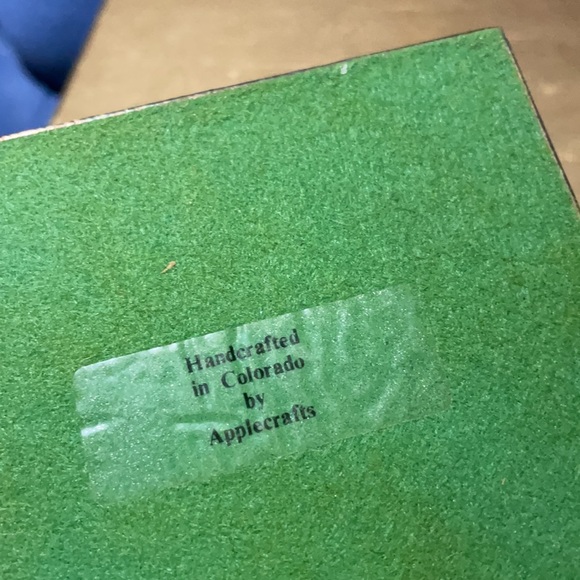 Handcrafted
in Colorado
by
Applecrafts